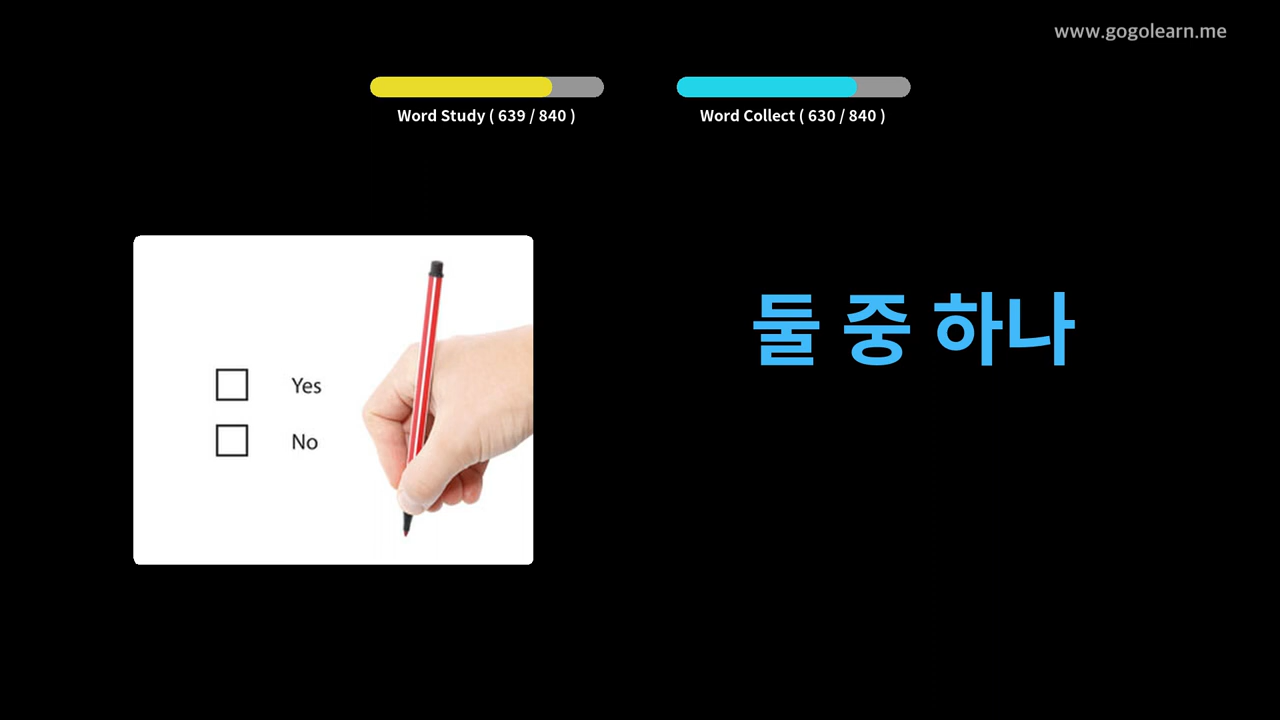 www.gogolearn.me
Word Study ( 639 / 840 )
Word Collect ( 630 / 840 )
Yes
No
둘 중 하나